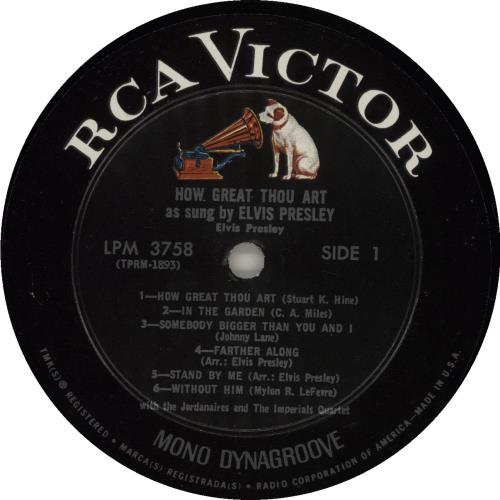 RCA VICTOR
HOW GREAT THOU ART
as sung by ELVIS PRESLEY
Elvis Presley
LPM 3758
(TPRM-1893)
SIDE 1
1—HOW GREAT THOU ART (Stuart K. Hine)
2—IN THE GARDEN (C. A. Miles)
3—SOMEBODY BIGGER THAN YOU AND I
(Johnny Lane)
4—FARTHER ALONG
(Arr.: Elvis Presley)
5—STAND BY ME (Arr.: Elvis Presley)
6—WITHOUT HIM (Mylon R. LeFevre)
with the Jordanaires and The Imperials Quartet
MONO DYNAGROOVE
TMK(S) ® REGISTERED • MARCA(S) REGISTRADA(S) • RADIO CORPORATION OF AMERICA—MADE IN U.S.A.